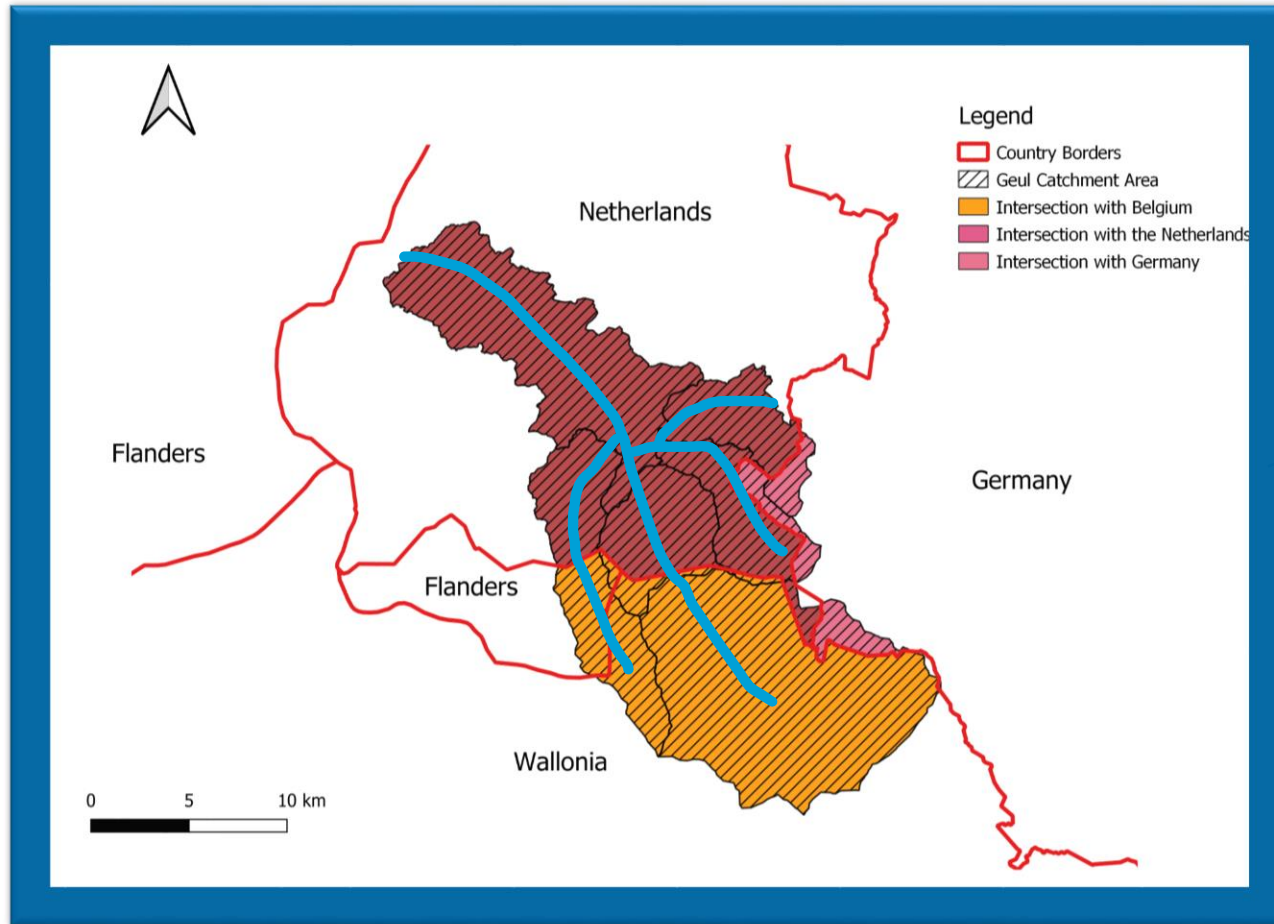 Legend
Country Borders
Geul Catchment Area
Intersection with Belgium
Intersection with the Netherlands
Intersection with Germany
Netherlands
Flanders
Germany
Flanders
Wallonia
0 5 10 km